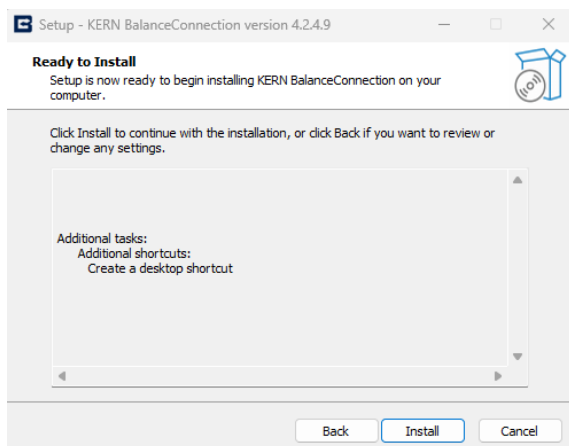 Setup - KERN BalanceConnection version 4.2.4.9
Ready to Install
Setup is now ready to begin installing KERN BalanceConnection on your
computer.
Click Install to continue with the installation, or click Back if you want to review or
change any settings.
Additional tasks:
Additional shortcuts:
Create a desktop shortcut
Back
Install
Cancel